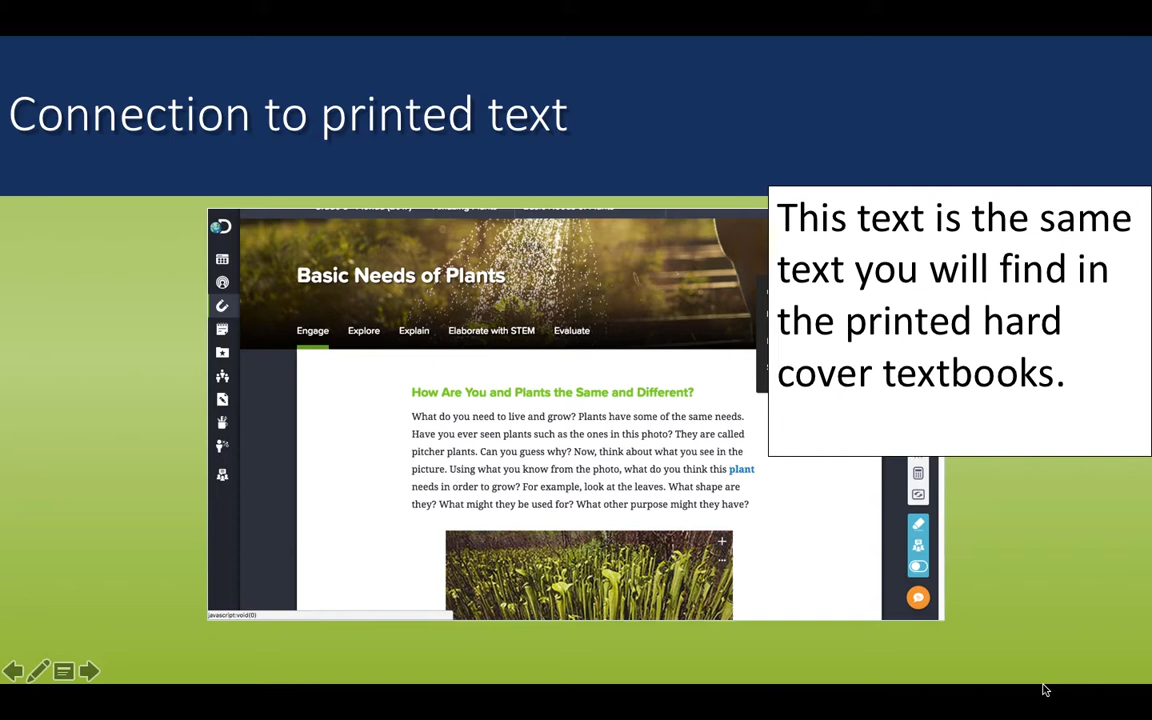 Connection to printed text
Basic Needs of Plants
Engage Explore Explain Elaborate with STEM Evaluate
How Are You and Plants the Same and Different?
What do you need to live and grow? Plants have some of the same needs.
Have you ever seen plants such as the ones in this photo? They are called
pitcher plants. Can you guess why? Now, think about what you see in the
picture. Using what you know from the photo, what do you think this plant
needs in order to grow? For example, look at the leaves. What shape are
they? What might they be used for? What other purpose might they have?
javascript:void(0)
This text is the same
text you will find in
the printed hard
cover textbooks.